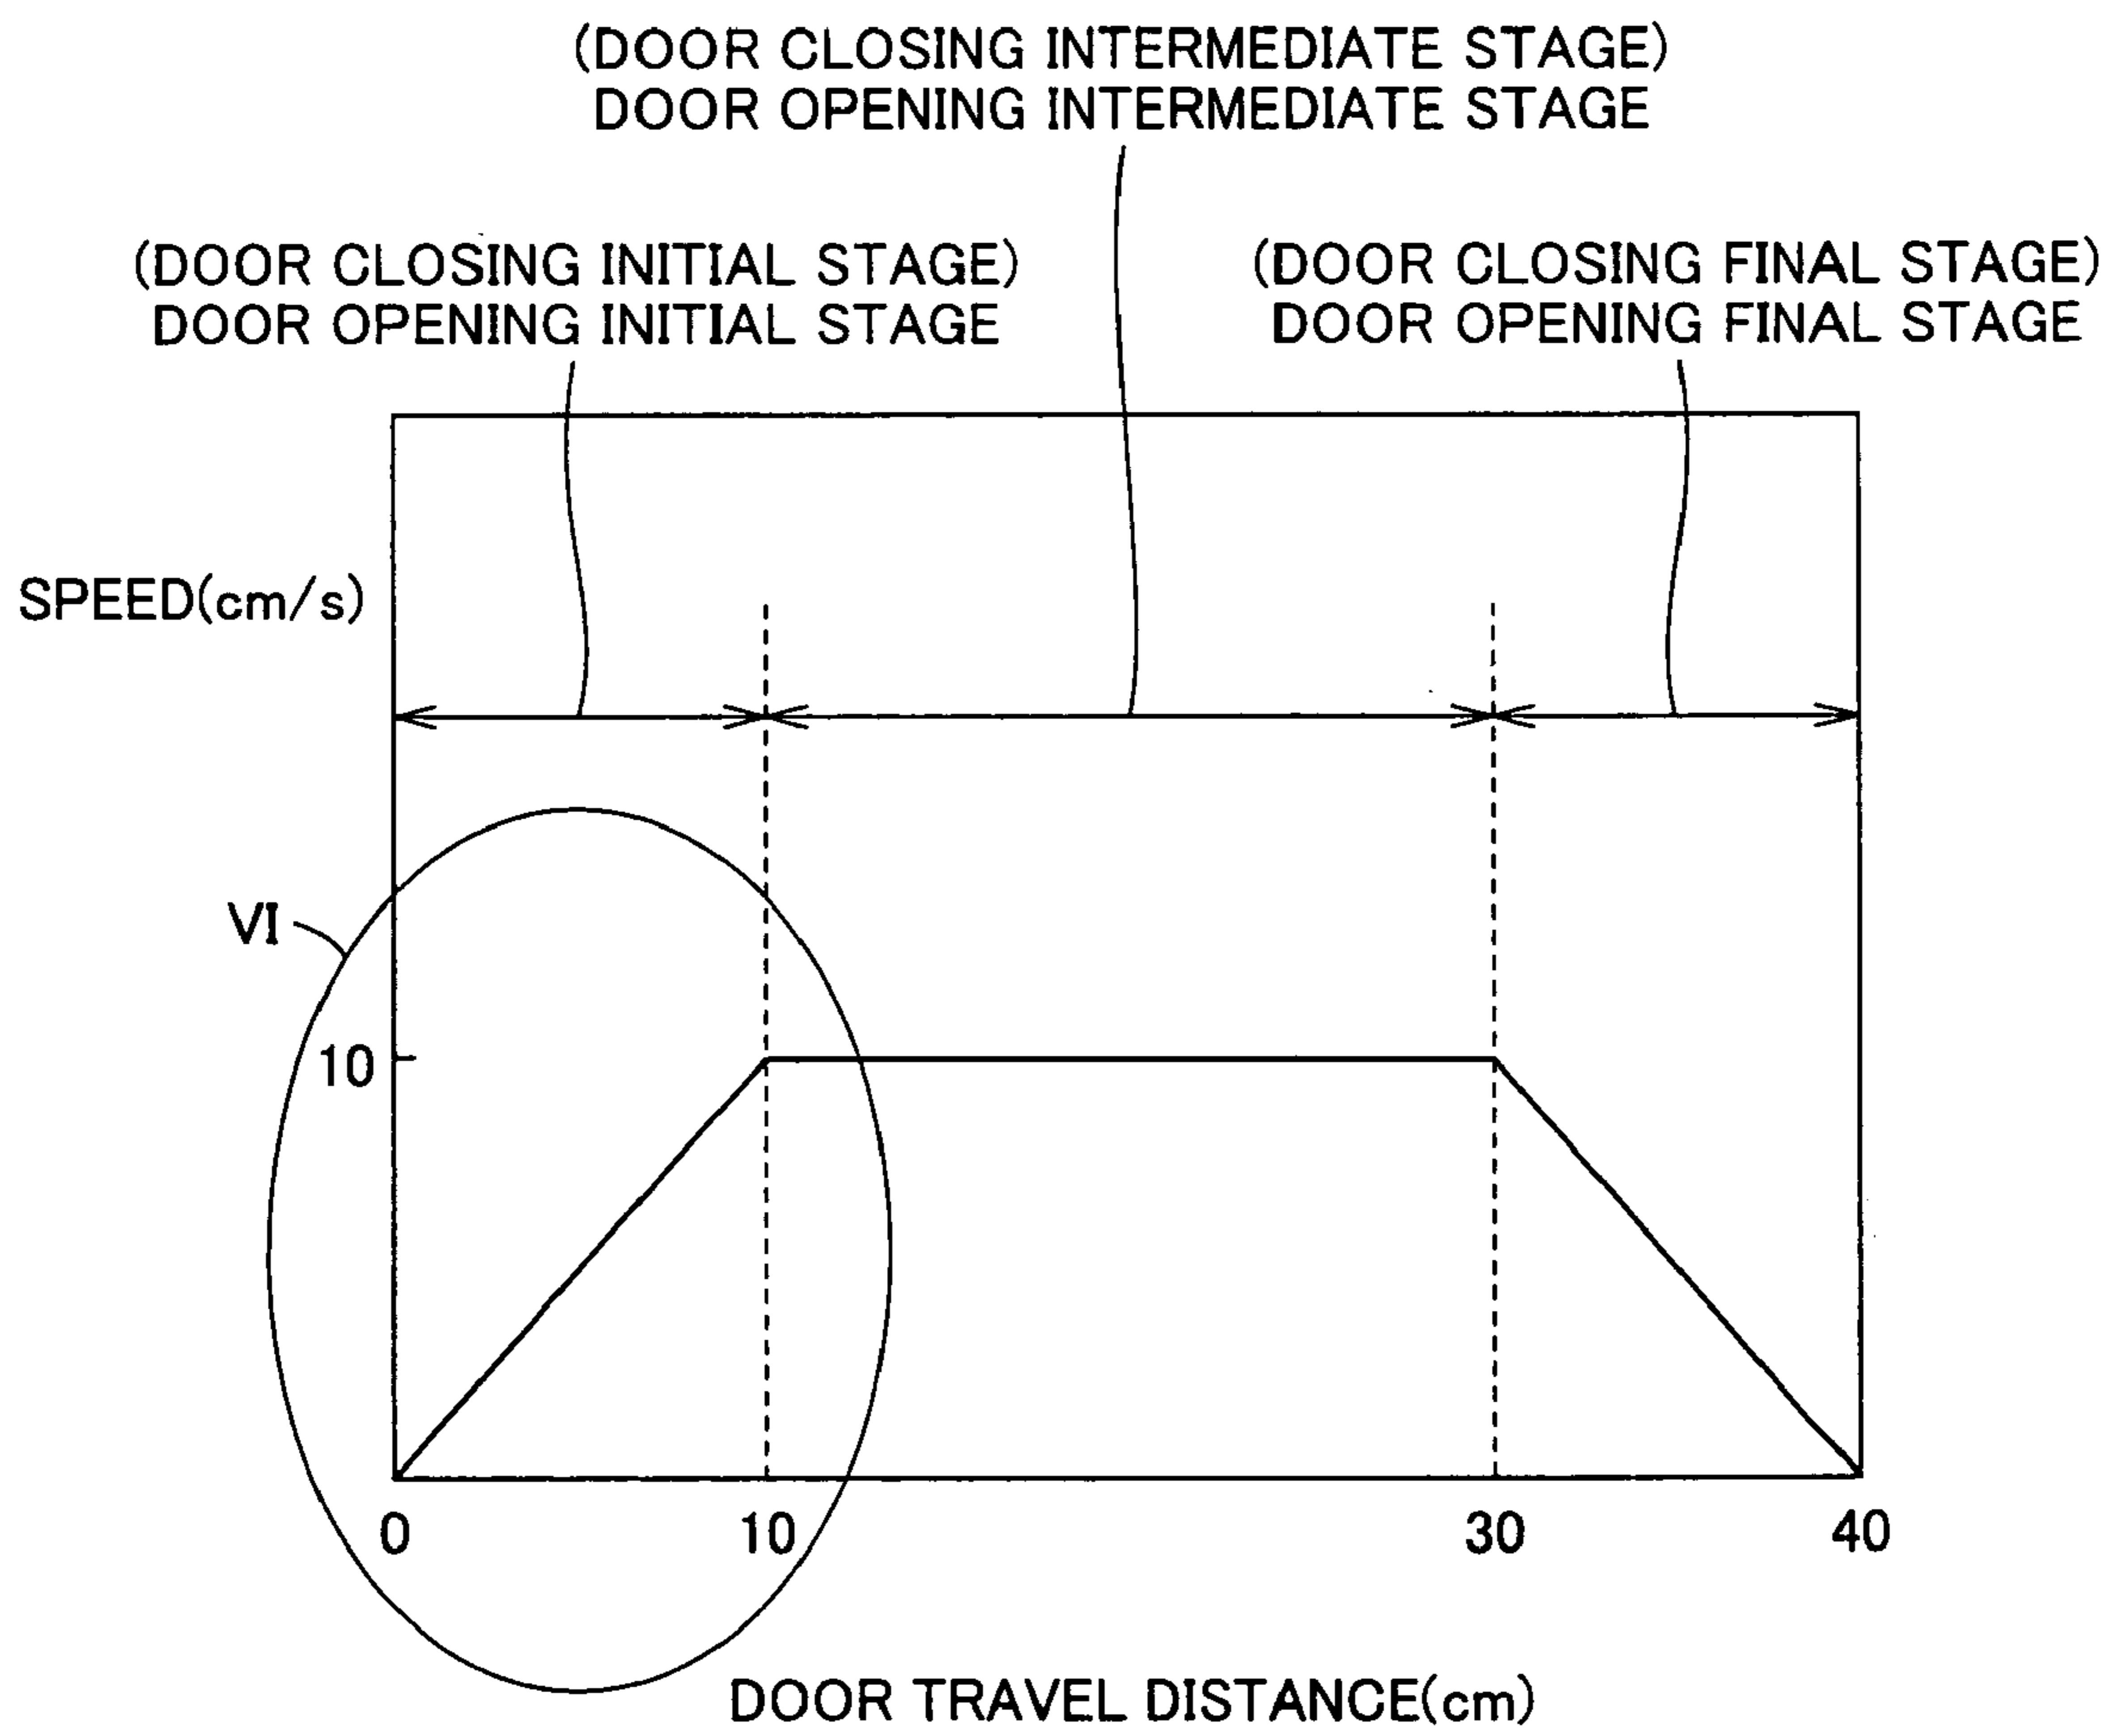 (DOOR CLOSING INTERMEDIATE STAGE)
DOOR OPENING INTERMEDIATE STAGE
(DOOR CLOSING INITIAL STAGE)
DOOR OPENING INITIAL STAGE
(DOOR CLOSING FINAL STAGE)
DOOR OPENING FINAL STAGE
SPEED(cm/s)
VI
10
0
10
30
40
DOOR TRAVEL DISTANCE(cm)